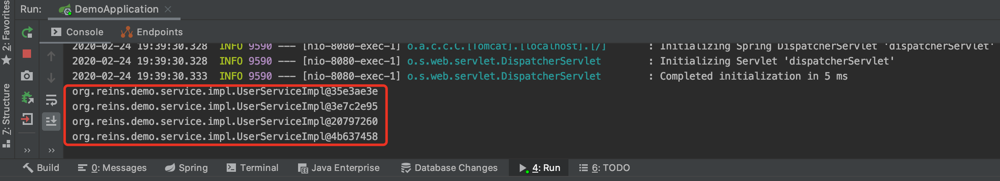 Run: DemoApplication
2: Favorites
Console Endpoints
2020-02-24 19:39:30.328 INFO 9590 --- [nio-8080-exec-1] o.a.c.c.C.[Tomcat].[localhost].[/] : Initializing Spring DispatcherServlet 'dispatcherServlet'
2020-02-24 19:39:30.328 INFO 9590 --- [nio-8080-exec-1] o.s.web.servlet.DispatcherServlet : Initializing Servlet 'dispatcherServlet'
2020-02-24 19:39:30.333 INFO 9590 --- [nio-8080-exec-1] o.s.web.servlet.DispatcherServlet : Completed initialization in 5 ms
org.reins.demo.service.impl.UserServiceImpl@35e3ae3e
org.reins.demo.service.impl.UserServiceImpl@3e7c2e95
org.reins.demo.service.impl.UserServiceImpl@20797260
org.reins.demo.service.impl.UserServiceImpl@4b637458
7: Structure
Build 0: Messages Spring Terminal Java Enterprise Database Changes 4: Run 6: TODO